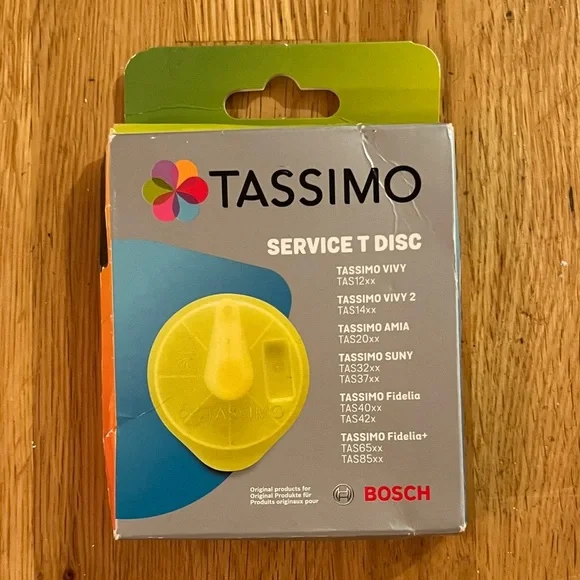 TASSIMO
SERVICE T DISC
TASSIMO VIVY
TAS12xx
TASSIMO VIVY 2
TAS14xx
TASSIMO AMIA
TAS20xx
TASSIMO SUNY
TAS32xx
TAS37xx
TASSIMO Fidelia
TAS40xx
TAS42x
TASSIMO Fidelia+
TAS65xx
TAS85xx
TASSIMO
Original products for
Original Produkte für
Produits originaux pour
BOSCH